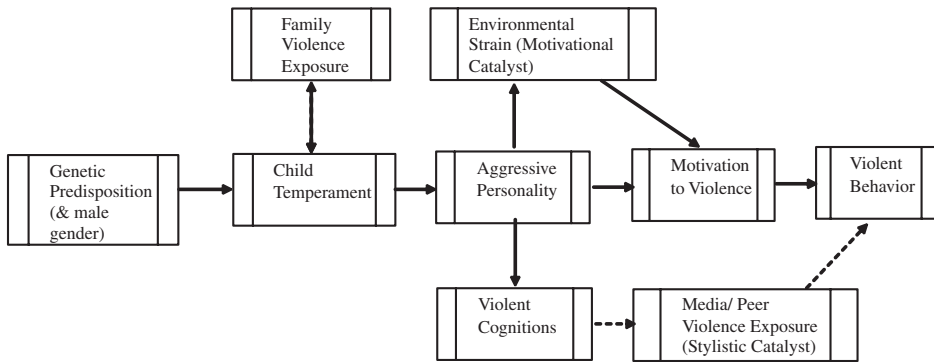 Family
Violence
Exposure
Environmental
Strain (Motivational
Catalyst)
Genetic
Predisposition
(& male
gender)
Child
Temperament
Aggressive
Personality
Motivation
to Violence
Violent
Behavior
Violent
Cognitions
Media/ Peer
Violence Exposure
(Stylistic Catalyst)